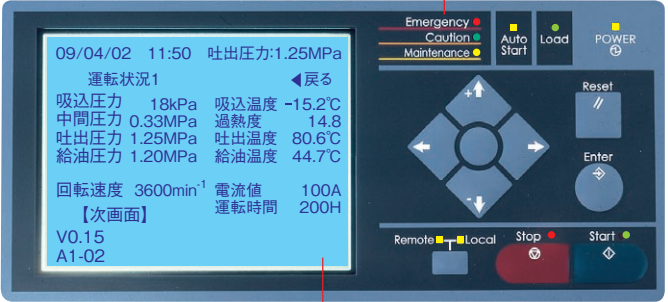 09/04/02 11:50 吐出圧力:1.25MPa
運転状況1 ◀戻る
吸込圧力 18kPa 吸込温度 -15.2℃
中間圧力 0.33MPa 過熱度 14.8
吐出圧力 1.25MPa 吐出温度 80.6℃
給油圧力 1.20MPa 給油温度 44.7℃
回転速度 3600min-1 電流値 100A
【次画面】 運転時間 200H
V0.15
A1-02
Emergency
Caution
Maintenance
Auto Start
Load
POWER
+
-
Reset
Enter
Remote Local
Stop
Start